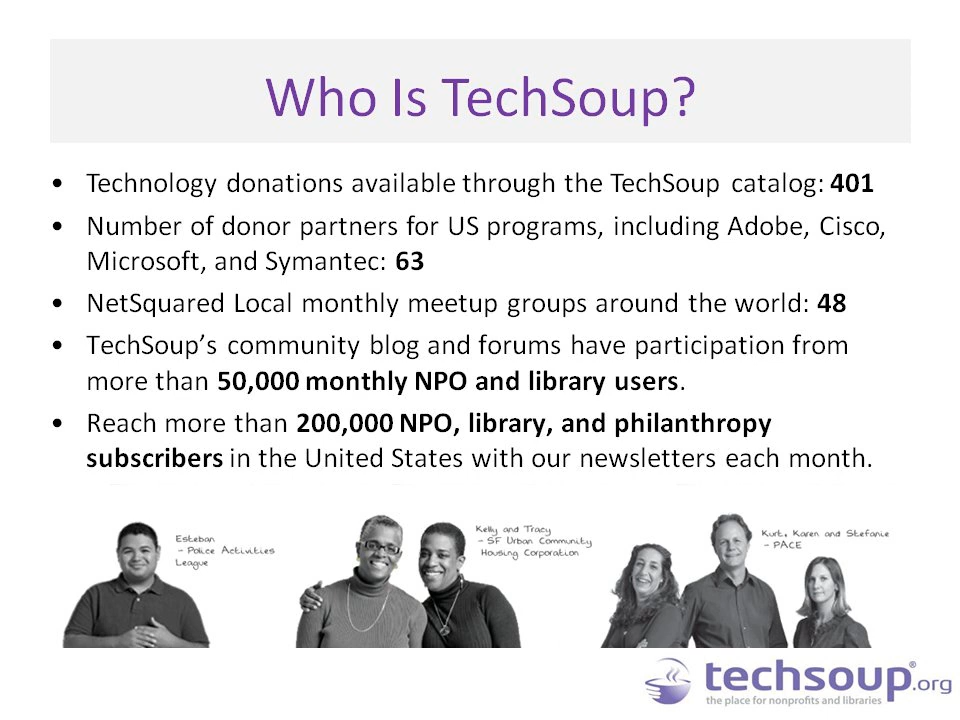 Who Is TechSoup?
• Technology donations available through the TechSoup catalog: 401
• Number of donor partners for US programs, including Adobe, Cisco,
Microsoft, and Symantec: 63
• NetSquared Local monthly meetup groups around the world: 48
• TechSoup’s community blog and forums have participation from
more than 50,000 monthly NPO and library users.
• Reach more than 200,000 NPO, library, and philanthropy
subscribers in the United States with our newsletters each month.
Esteban
- Police Activities
League
Kelly and Tracy
- SF Urban Community
Housing Corporation
Kurt, Karen and Stefanie
- PACE
techsoup®.org
the place for nonprofits and libraries